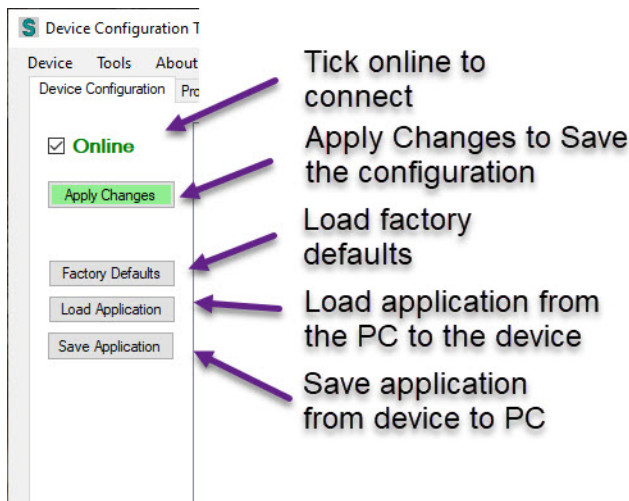 S Device Configuration T
Device Tools About
Device Configuration Pro
Online
Apply Changes
Factory Defaults
Load Application
Save Application
Tick online to
connect
Apply Changes to Save
the configuration
Load factory
defaults
Load application from
the PC to the device
Save application
from device to PC